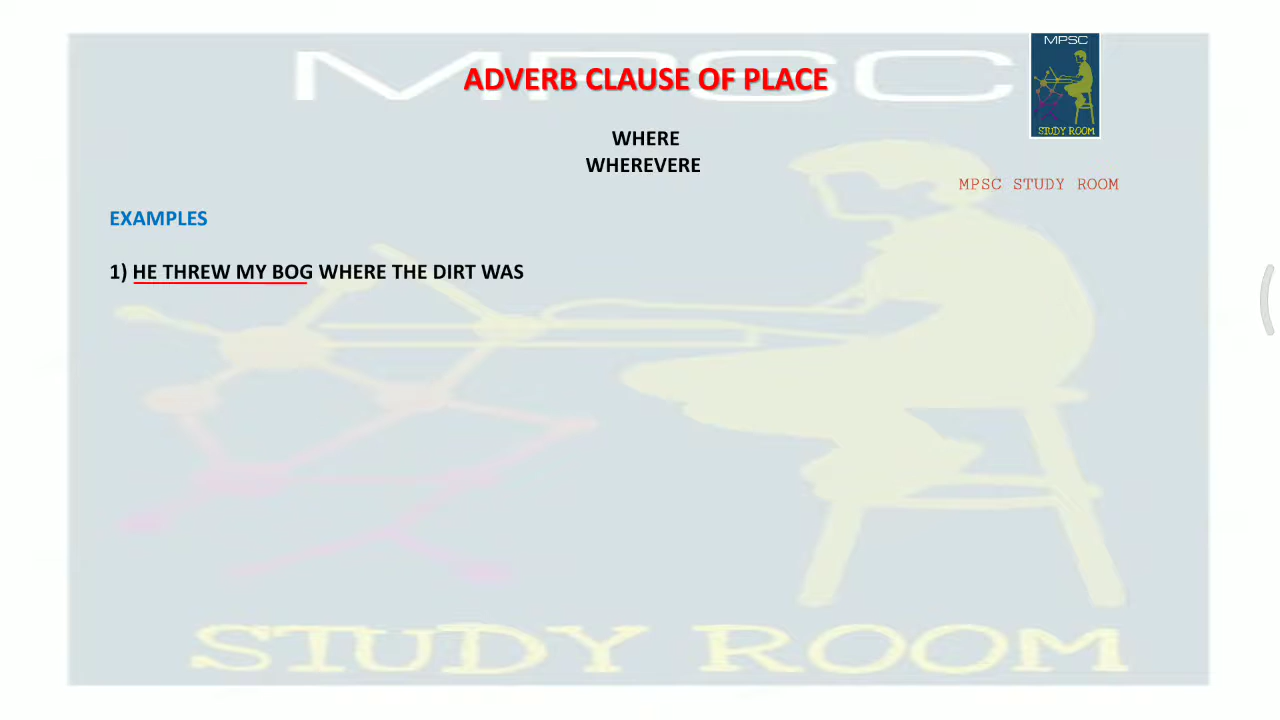 MPSC
ADVERB CLAUSE OF PLACE
MPSC
STUDY ROOM
WHERE
WHEREVERE
MPSC STUDY ROOM
EXAMPLES
1) HE THREW MY BOG WHERE THE DIRT WAS
STUDY ROOM